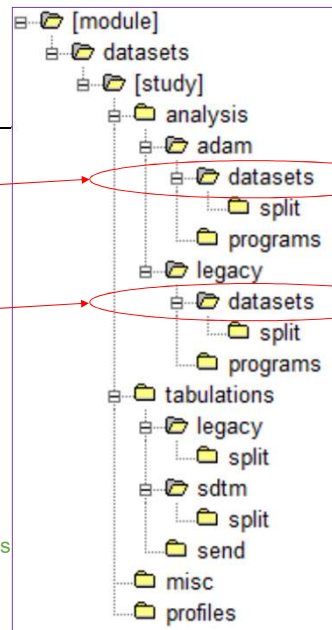 [module]
datasets
[study]
analysis
adam
datasets
split
programs
legacy
datasets
split
programs
tabulations
legacy
split
sdtm
split
s
send
misc
profiles